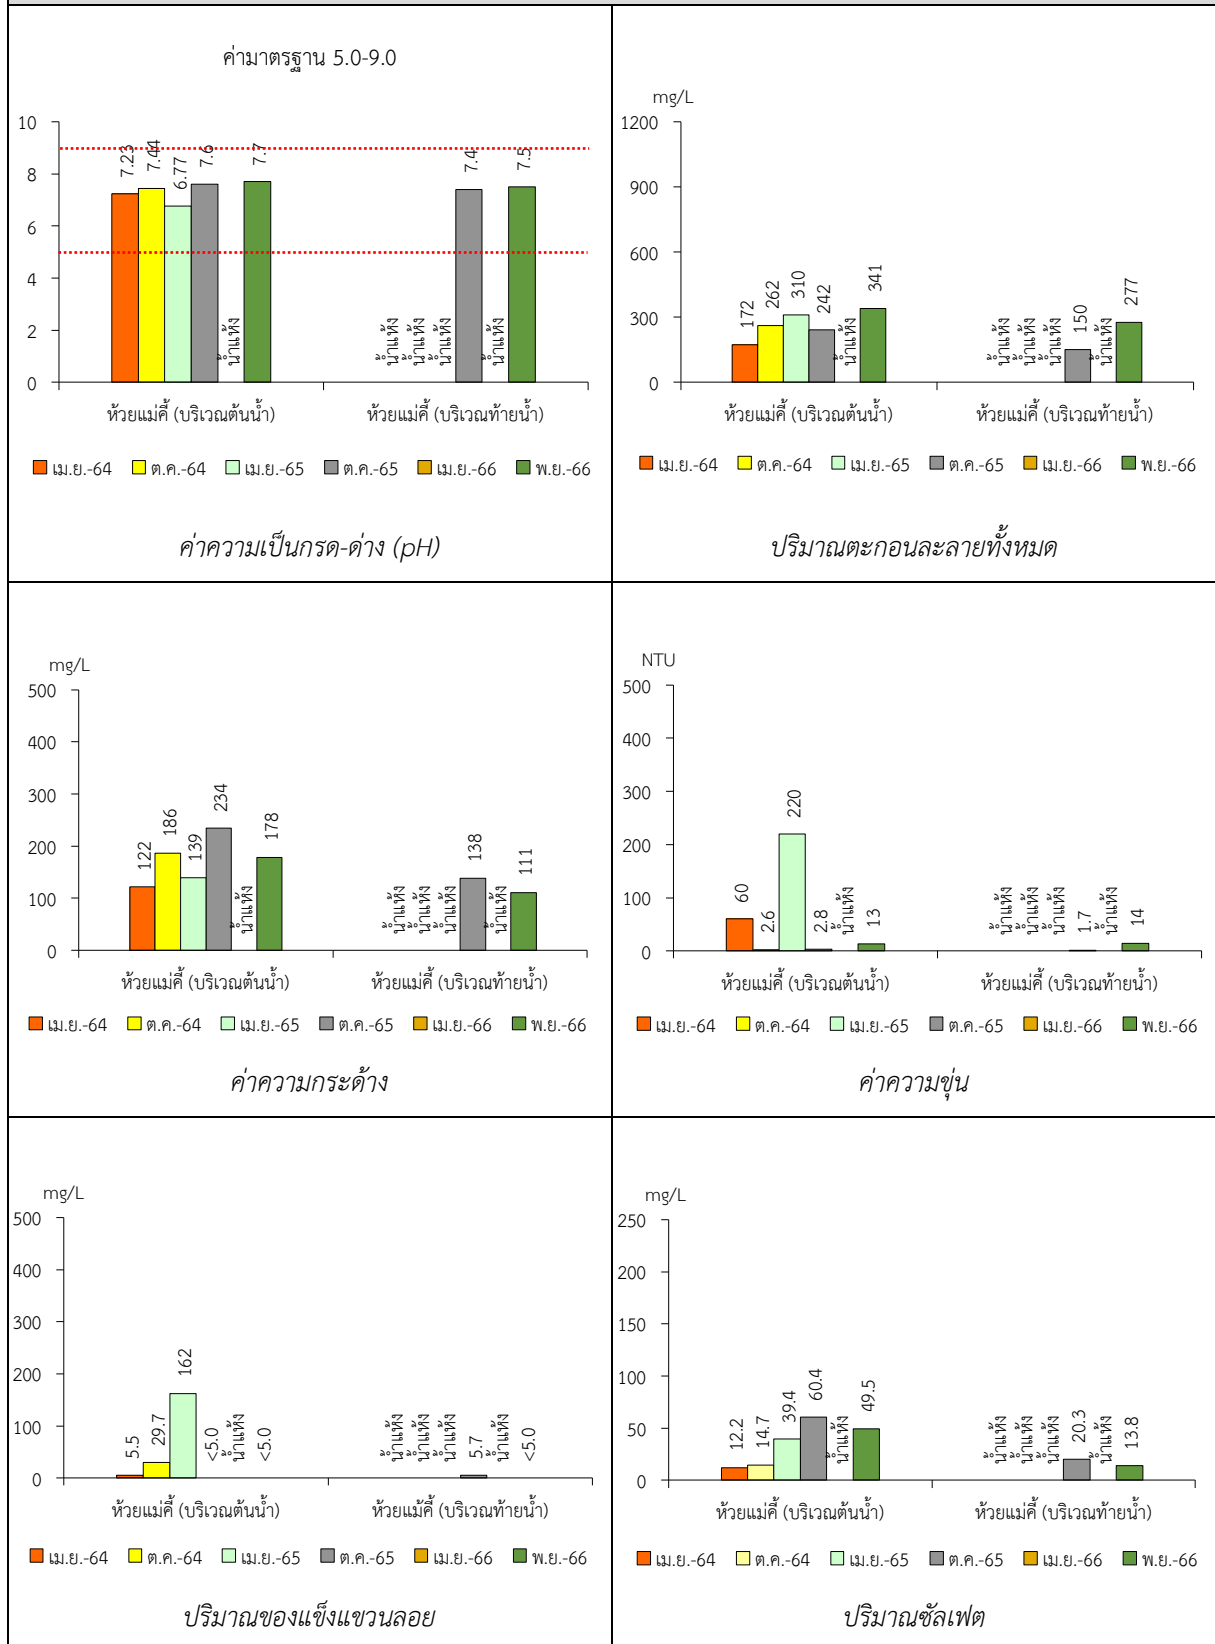 ค่ามาตรฐาน 5.0-9.0
10
8
6
4
2
0
7.23
7.44
6.77
7.6
น้ำแห้ง
7.7
น้ำแห้ง
น้ำแห้ง
น้ำแห้ง
7.4
น้ำแห้ง
7.5
ห้วยแม่คี้ (บริเวณต้นน้ำ) ห้วยแม่คี้ (บริเวณท้ายน้ำ)
เม.ย.-64 ต.ค.-64 เม.ย.-65 ต.ค.-65 เม.ย.-66 พ.ย.-66
ค่าความเป็นกรด-ด่าง (pH)
mg/L
1200
900
600
300
0
172
262
310
242
น้ำแห้ง
341
น้ำแห้ง
น้ำแห้ง
น้ำแห้ง
150
น้ำแห้ง
277
ห้วยแม่คี้ (บริเวณต้นน้ำ) ห้วยแม่คี้ (บริเวณท้ายน้ำ)
เม.ย.-64 ต.ค.-64 เม.ย.-65 ต.ค.-65 เม.ย.-66 พ.ย.-66
ปริมาณตะกอนละลายทั้งหมด
mg/L
500
400
300
200
100
0
122
186
139
234
น้ำแห้ง
178
น้ำแห้ง
น้ำแห้ง
น้ำแห้ง
138
น้ำแห้ง
111
ห้วยแม่คี้ (บริเวณต้นน้ำ) ห้วยแม่คี้ (บริเวณท้ายน้ำ)
เม.ย.-64 ต.ค.-64 เม.ย.-65 ต.ค.-65 เม.ย.-66 พ.ย.-66
ค่าความกระด้าง
NTU
500
400
300
200
100
0
60
2.6
220
2.8
น้ำแห้ง
13
น้ำแห้ง
น้ำแห้ง
น้ำแห้ง
1.7
น้ำแห้ง
14
ห้วยแม่คี้ (บริเวณต้นน้ำ) ห้วยแม่คี้ (บริเวณท้ายน้ำ)
เม.ย.-64 ต.ค.-64 เม.ย.-65 ต.ค.-65 เม.ย.-66 พ.ย.-66
ค่าความขุ่น
mg/L
500
400
300
200
100
0
5.5
29.7
162
<5.0
น้ำแห้ง
<5.0
น้ำแห้ง
น้ำแห้ง
น้ำแห้ง
5.7
น้ำแห้ง
<5.0
ห้วยแม่คี้ (บริเวณต้นน้ำ) ห้วยแม้คี้ (บริเวณท้ายน้ำ)
เม.ย.-64 ต.ค.-64 เม.ย.-65 ต.ค.-65 เม.ย.-66 พ.ย.-66
ปริมาณของแข็งแขวนลอย
mg/L
250
200
150
100
50
0
12.2
14.7
39.4
60.4
น้ำแห้ง
49.5
น้ำแห้ง
น้ำแห้ง
น้ำแห้ง
20.3
น้ำแห้ง
13.8
ห้วยแม่คี้ (บริเวณต้นน้ำ) ห้วยแม่คี้ (บริเวณท้ายน้ำ)
เม.ย.-64 ต.ค.-64 เม.ย.-65 ต.ค.-65 เม.ย.-66 พ.ย.-66
ปริมาณซัลเฟต